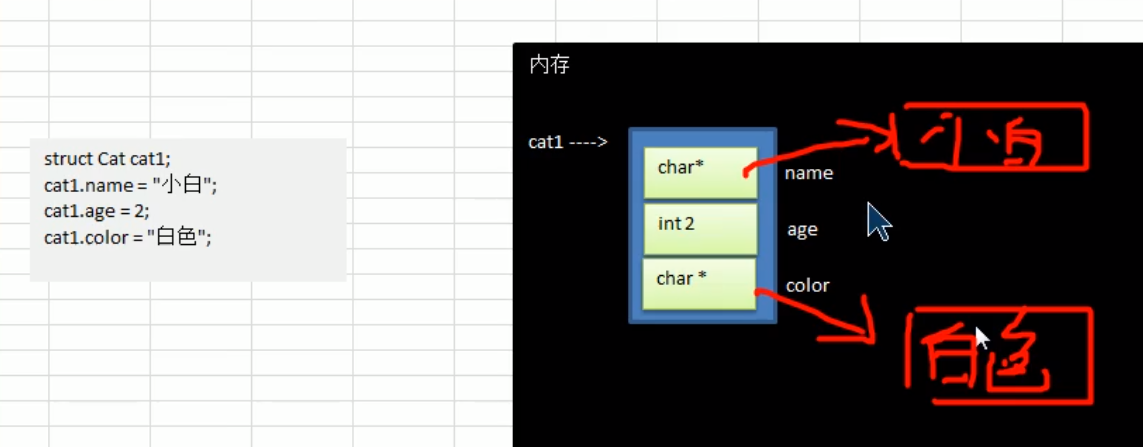 struct Cat cat1;
cat1.name = "小白";
cat1.age = 2;
cat1.color = "白色";
内存
cat1 ---->
char*
name
小白
int 2
age
char *
color
白色